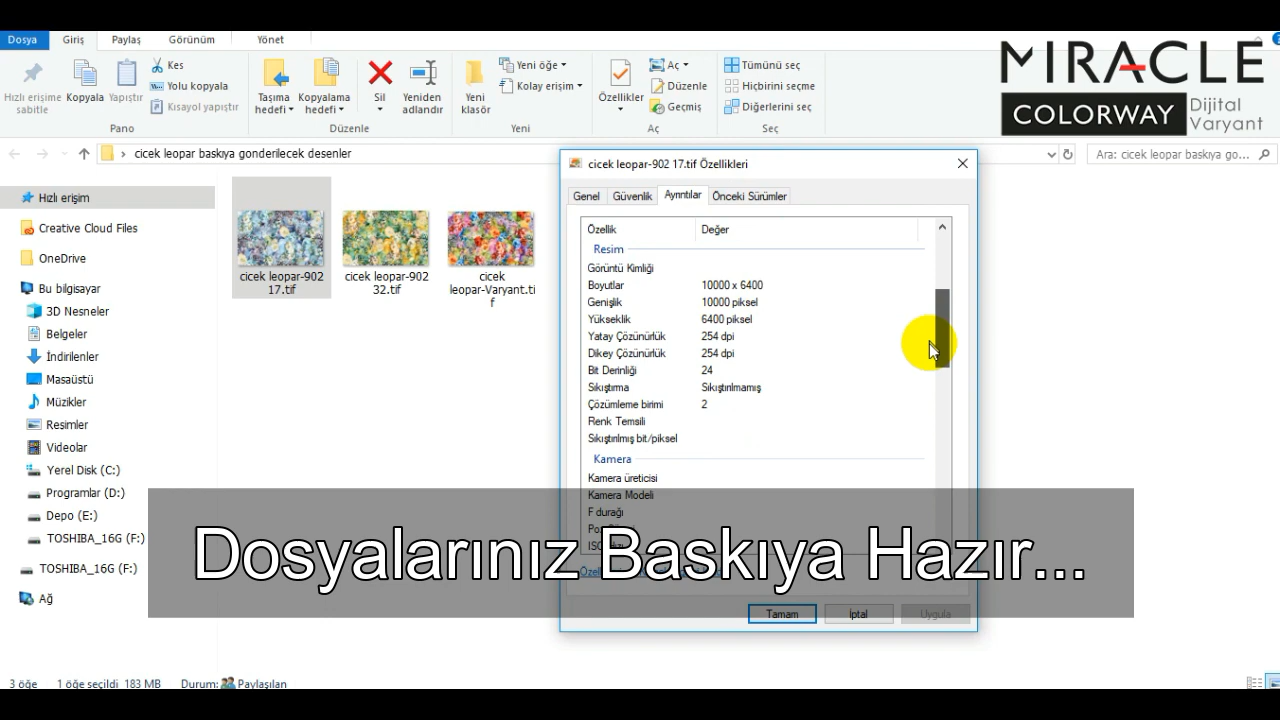 Dosya Giriş Paylaş Görünüm Yönet
MIRACLE
COLORWAY Dijital Varyant
Hızlı erişime sabitle
Kopyala
Yapıştır
Kes
Yolu kopyala
Kısayol yapıştır
Pano
Taşıma hedefi
Kopyalama hedefi
Sil
Yeniden adlandır
Düzenle
Yeni klasör
Yeni öğe
Kolay erişim
Yeni
Özellikler
Aç
Düzenle
Geçmiş
Aç
Tümünü seç
Hiçbirini seçme
Diğerlerini seç
Seç
cicek leopar baskıya gonderilecek desenler
Ara: cicek leopar baskıya go...
Hızlı erişim
Creative Cloud Files
OneDrive
Bu bilgisayar
3D Nesneler
Belgeler
İndirilenler
Masaüstü
Müzikler
Resimler
Videolar
Yerel Disk (C:)
Programlar (D:)
Depo (E:)
TOSHIBA_16G (F:)
TOSHIBA_16G (F:)
Ağ
cicek leopar-902
17.tif
cicek leopar-902
32.tif
cicek
leopar-Varyant.ti
f
cicek leopar-902 17.tif Özellikleri
Genel Güvenlik Ayrıntılar Önceki Sürümler
Özellik Değer
Resim
Görüntü Kimliği
Boyutlar 10000 x 6400
Genişlik 10000 piksel
Yükseklik 6400 piksel
Yatay Çözünürlük 254 dpi
Dikey Çözünürlük 254 dpi
Bit Derinliği 24
Sıkıştırma Sıkıştırılmamış
Çözümleme birimi 2
Renk Temsili
Sıkıştırılmış bit/piksel
Kamera
Kamera üreticisi
Kamera Modeli
F durağı
Dosyalarınız Baskıya Hazır...
Tamam İptal Uygula
3 öğe 1 öğe seçildi 183 MB Durum: Paylaşılan